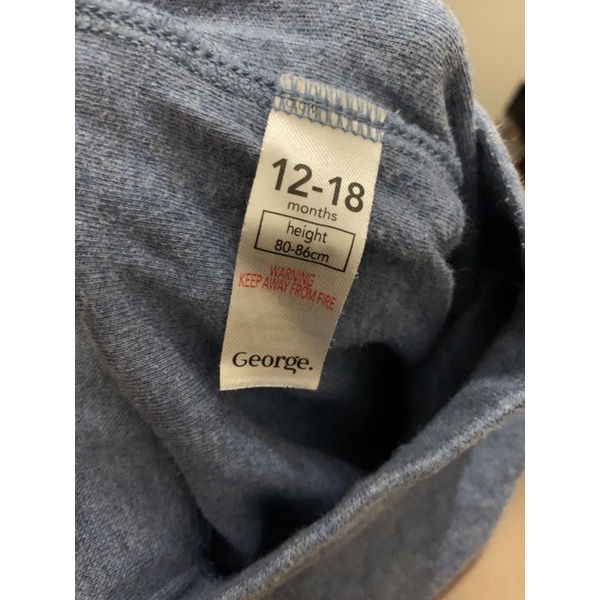 12-18
months
height
80-86cm
WARNING
KEEP AWAY FROM FIRE
George.